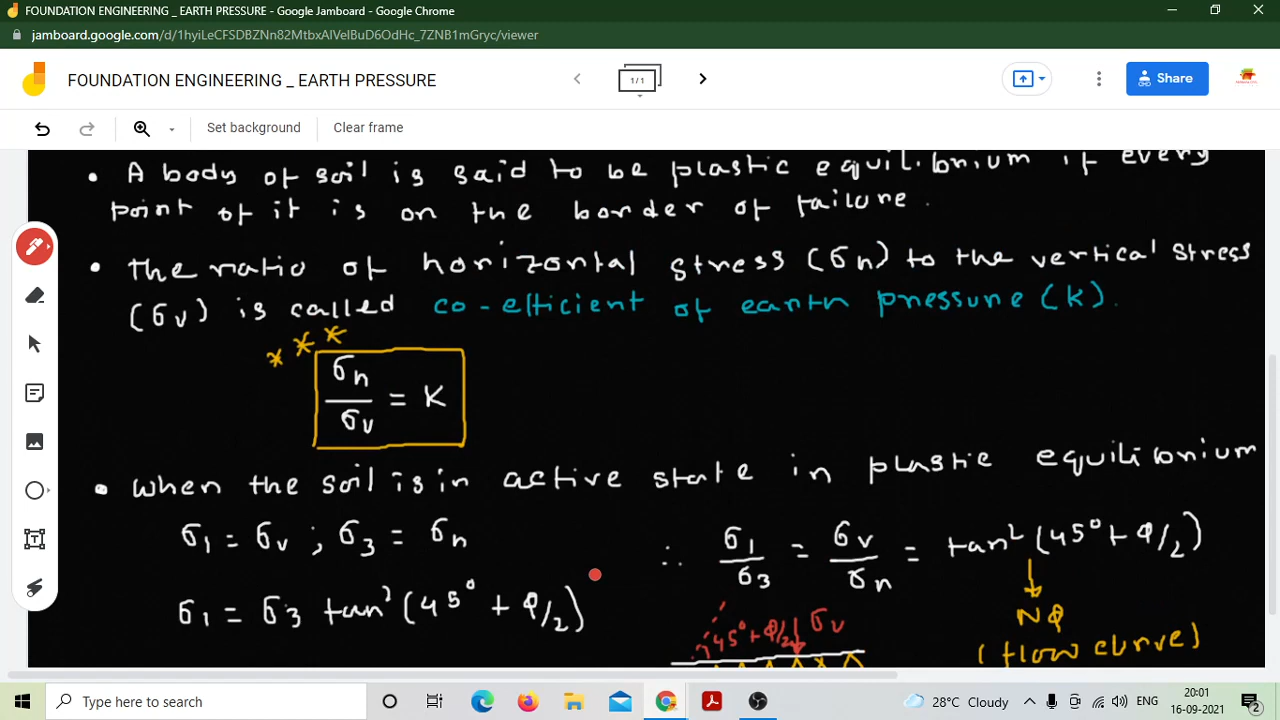 FOUNDATION ENGINEERING _ EARTH PRESSURE - Google Jamboard - Google Chrome
jamboard.google.com/d/1hyiLeCFSDBZNn82MtbxAlVelBuD6OdHc_7ZNB1mGryc/viewer
FOUNDATION ENGINEERING _ EARTH PRESSURE
1/1
Share
Set background
Clear frame
• A body of soil is said to be plastic equilibrium if every
point of it is on the border of failure.
• The ratio of horizontal stress (σh) to the vertical stress
(σv) is called co-efficient of earth pressure (K).
***
σh/σv = K
• When the soil is in active state in plastic equilibrium
σ1 = σv ; σ3 = σh
∴ σ1/σ3 = σv/σh = tan²(45° + φ/2)
σ1 = σ3 tan²(45° + φ/2)
Nφ
(flow curve)
45° + φ/2
σv
Type here to search
28°C Cloudy
ENG
20:01
16-09-2021
2